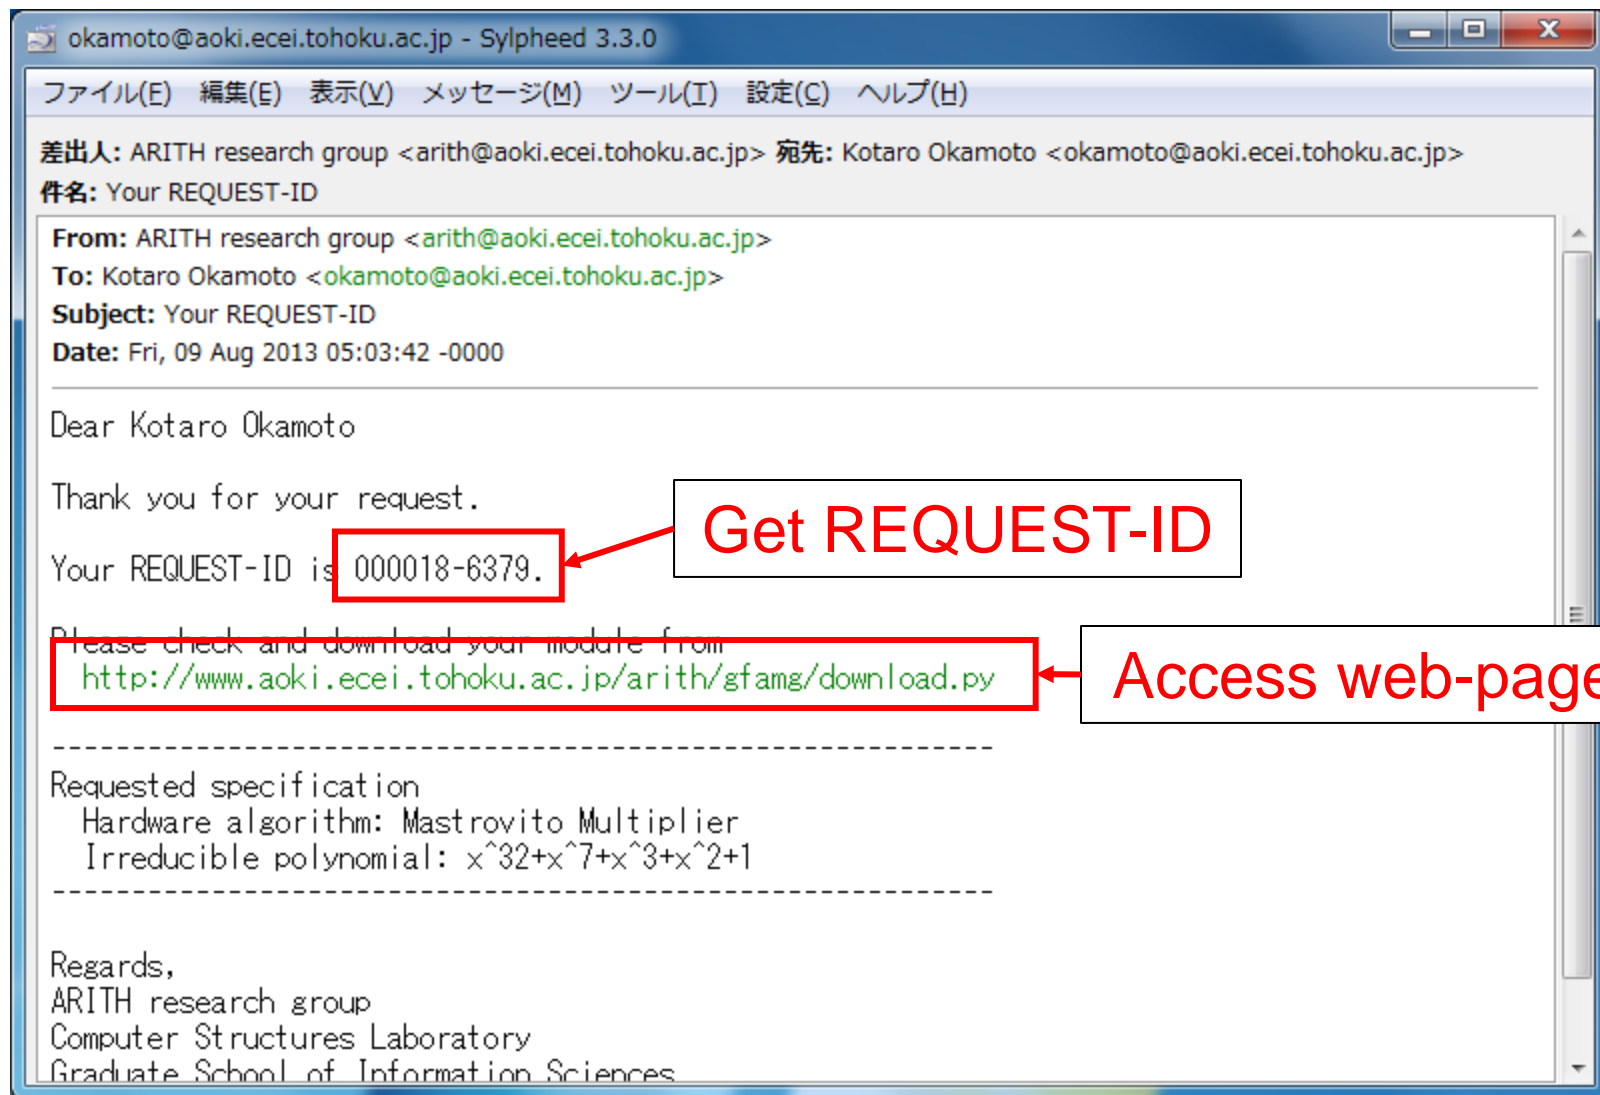 okamoto@aoki.ecei.tohoku.ac.jp - Sylpheed 3.3.0
ファイル(F) 編集(E) 表示(V) メッセージ(M) ツール(T) 設定(C) ヘルプ(H)
差出人: ARITH research group <arith@aoki.ecei.tohoku.ac.jp> 宛先: Kotaro Okamoto <okamoto@aoki.ecei.tohoku.ac.jp>
件名: Your REQUEST-ID
From: ARITH research group <arith@aoki.ecei.tohoku.ac.jp>
To: Kotaro Okamoto <okamoto@aoki.ecei.tohoku.ac.jp>
Subject: Your REQUEST-ID
Date: Fri, 09 Aug 2013 05:03:42 -0000
Dear Kotaro Okamoto
Thank you for your request.
Get REQUEST-ID
Your REQUEST-ID is 000018-6379.
Please check and download your module from
http://www.aoki.ecei.tohoku.ac.jp/arith/gfamg/download.py
Access web-page
------------------------------------------------------------
Requested specification
Hardware algorithm: Mastrovito Multiplier
Irreducible polynomial: x^32+x^7+x^3+x^2+1
------------------------------------------------------------
Regards,
ARITH research group
Computer Structures Laboratory
Graduate School of Information Sciences